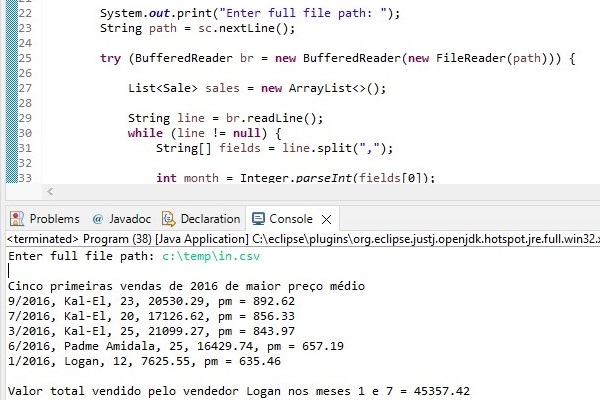 22 System.out.print("Enter full file path: ");
23 String path = sc.nextLine();
24
25 try (BufferedReader br = new BufferedReader(new FileReader(path))) {
26
27 List<Sale> sales = new ArrayList<>();
28
29 String line = br.readLine();
30 while (line != null) {
31 String[] fields = line.split(",");
32
33 int month = Integer.parseInt(fields[0]);
Problems @ Javadoc Declaration Console
<terminated> Program (38) [Java Application] C:\eclipse\plugins\org.eclipse.justj.openjdk.hotspot.jre.full.win32.x
Enter full file path: c:\temp\in.csv
Cinco primeiras vendas de 2016 de maior preço médio
9/2016, Kal-El, 23, 20530.29, pm = 892.62
7/2016, Kal-El, 20, 17126.62, pm = 856.33
3/2016, Kal-El, 25, 21099.27, pm = 843.97
6/2016, Padme Amidala, 25, 16429.74, pm = 657.19
1/2016, Logan, 12, 7625.55, pm = 635.46
Valor total vendido pelo vendedor Logan nos meses 1 e 7 = 45357.42